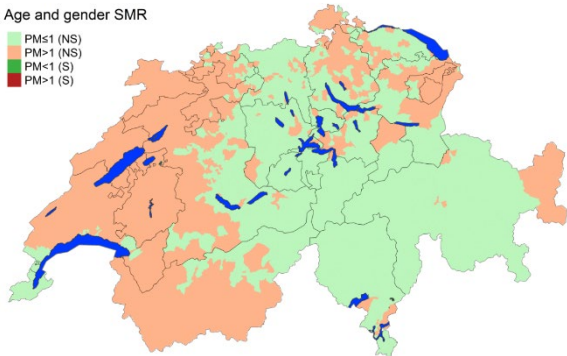 Age and gender SMR
PM≤1 (NS)
PM>1 (NS)
PM<1 (S)
PM>1 (S)